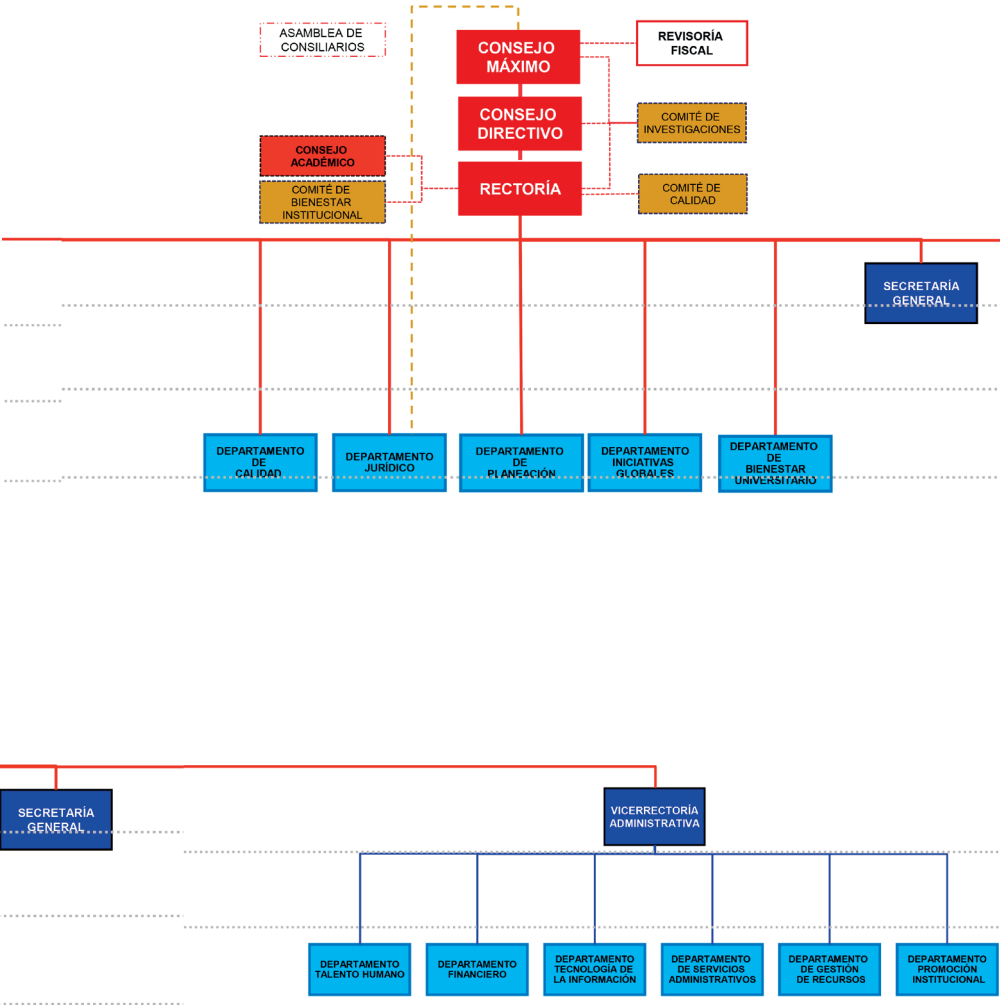 ASAMBLEA DE
CONSILIARIOS
CONSEJO
MÁXIMO
REVISORÍA
FISCAL
CONSEJO
DIRECTIVO
COMITÉ DE
INVESTIGACIONES
CONSEJO
ACADÉMICO
COMITÉ DE
BIENESTAR
INSTITUCIONAL
RECTORÍA
COMITÉ DE
CALIDAD
SECRETARÍA
GENERAL
DEPARTAMENTO
DE
CALIDAD
DEPARTAMENTO
JURÍDICO
DEPARTAMENTO
DE
PLANEACIÓN
DEPARTAMENTO
INICIATIVAS
GLOBALES
DEPARTAMENTO
DE
BIENESTAR
UNIVERSITARIO
SECRETARÍA
GENERAL
VICERRECTORÍA
ADMINISTRATIVA
DEPARTAMENTO
TALENTO HUMANO
DEPARTAMENTO
FINANCIERO
DEPARTAMENTO
TECNOLOGÍA DE
LA INFORMACIÓN
DEPARTAMENTO
DE SERVICIOS
ADMINISTRATIVOS
DEPARTAMENTO
DE GESTIÓN
DE RECURSOS
DEPARTAMENTO
PROMOCIÓN
INSTITUCIONAL